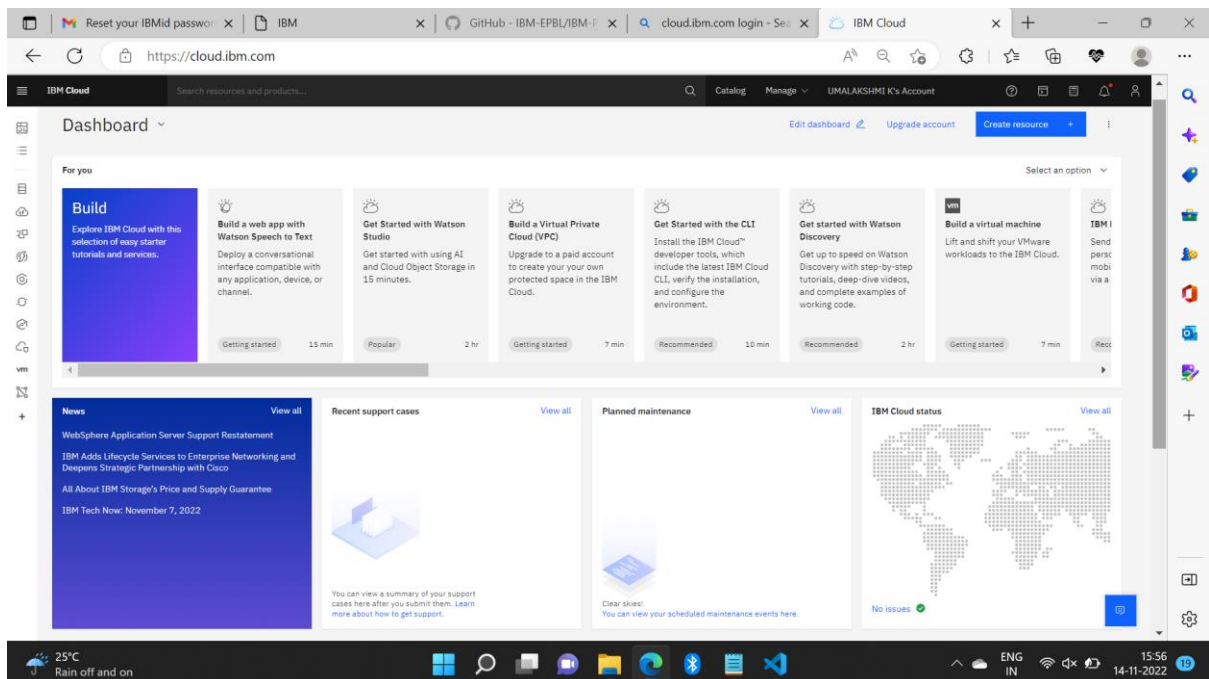 Reset your IBMid passwor
IBM
GitHub - IBM-EPBL/IBM-P
cloud.ibm.com login - Sea
IBM Cloud
https://cloud.ibm.com
IBM Cloud
Search resources and products...
Catalog
Manage
UMALAKSHMI K's Account
Dashboard
Edit dashboard
Upgrade account
Create resource +
For you
Select an option
Build
Explore IBM Cloud with this
selection of easy starter
tutorials and services.
Build a web app with
Watson Speech to Text
Deploy a conversational
interface compatible with
any application, device, or
channel.
Getting started
15 min
Get Started with Watson
Studio
Get started with using AI
and Cloud Object Storage in
15 minutes.
Popular
2 hr
Build a Virtual Private
Cloud (VPC)
Upgrade to a paid account
to create your your own
protected space in the IBM
Cloud.
Getting started
7 min
Get Started with the CLI
Install the IBM Cloud™
developer tools, which
include the latest IBM Cloud
CLI, verify the installation,
and configure the
environment.
Recommended
10 min
Get started with Watson
Discovery
Get up to speed on Watson
Discovery with step-by-step
tutorials, deep-dive videos,
and complete examples of
working code.
Recommended
2 hr
vm
Build a virtual machine
Lift and shift your VMware
workloads to the IBM Cloud.
Getting started
7 min
IBM
Send
perso
mobi
via a
Reco
vm
News
View all
WebSphere Application Server Support Restatement
IBM Adds Lifecycle Services to Enterprise Networking and
Deepens Strategic Partnership with Cisco
All About IBM Storage's Price and Supply Guarantee
IBM Tech Now: November 7, 2022
Recent support cases
View all
You can view a summary of your support
cases here after you submit them. Learn
more about how to get support.
Planned maintenance
View all
Clear skies!
You can view your scheduled maintenance events here.
IBM Cloud status
View all
No issues
25°C
Rain off and on
ENG
IN
15:56
14-11-2022
19